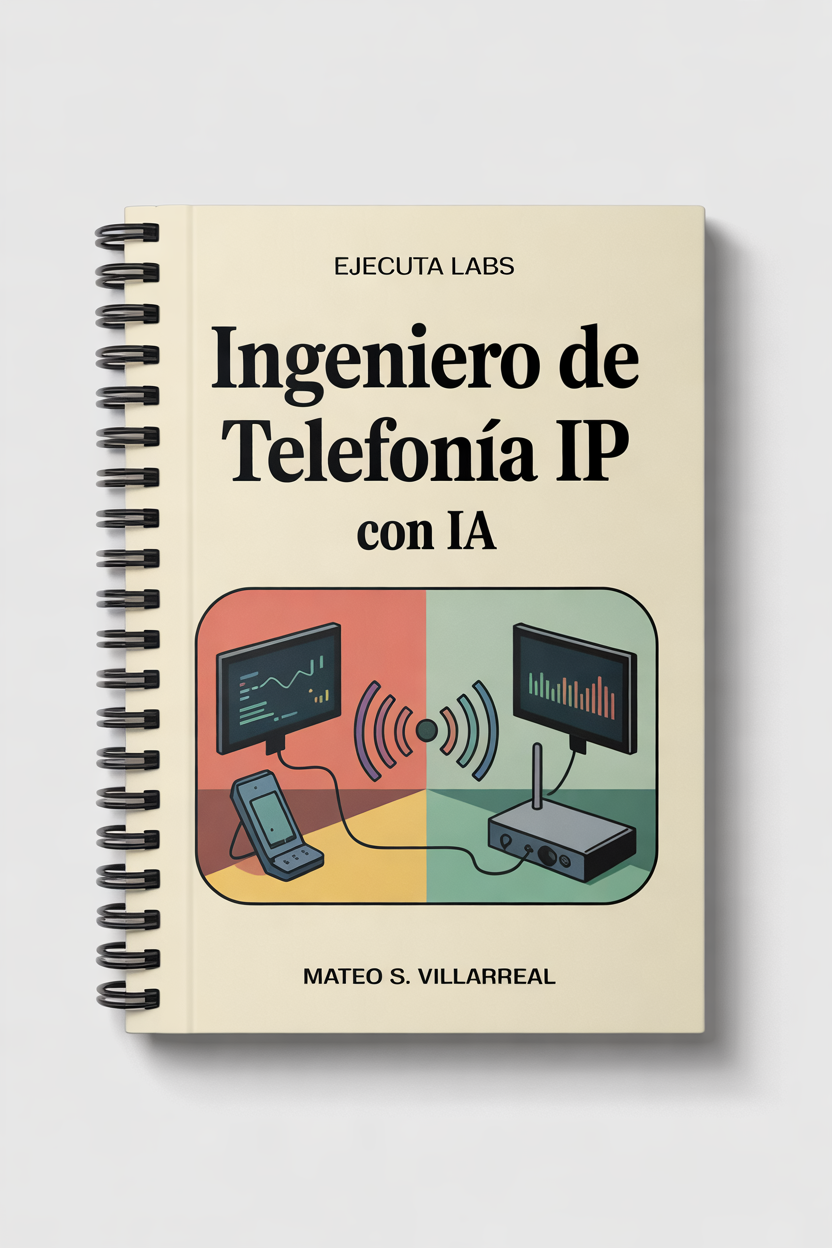 EJECUTA LABS
Ingeniero de
Telefonía IP
con IA
MATEO S. VILLARREAL